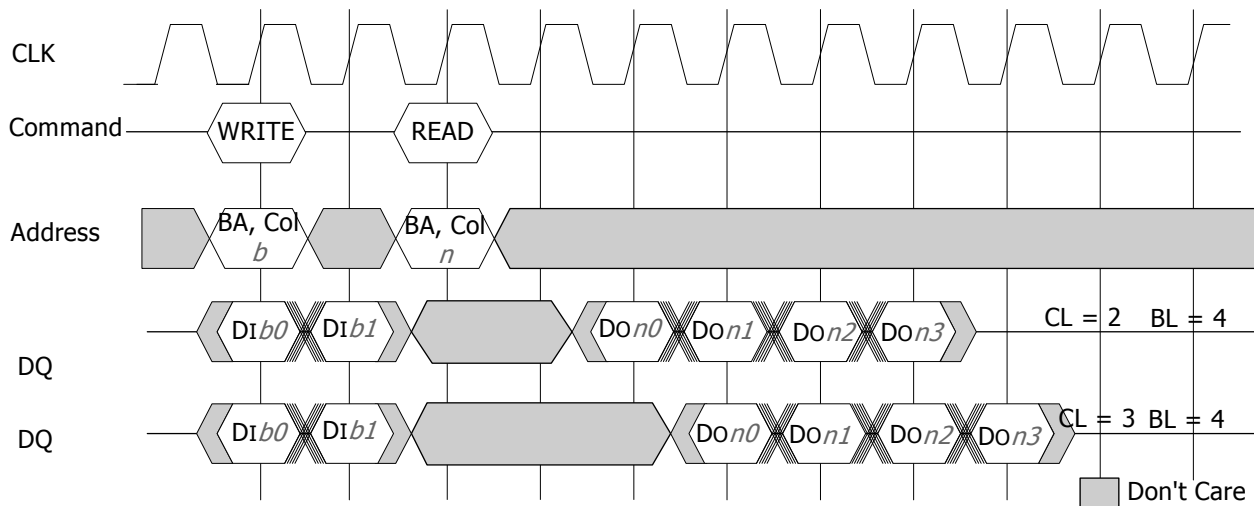 CLK
Command WRITE READ
Address BA, Col b BA, Col n
DQ DIb0 DIb1 DOn0 DOn1 DOn2 DOn3 CL = 2 BL = 4
DQ DIb0 DIb1 DOn0 DOn1 DOn2 DOn3 CL = 3 BL = 4
Don't Care